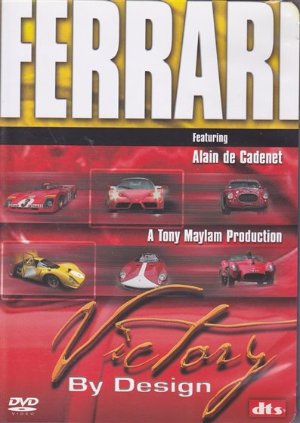 FERRARI
Featuring
Alain de Cadenet
A Tony Maylam Production
Victory
By Design
DVD
VIDEO
dts